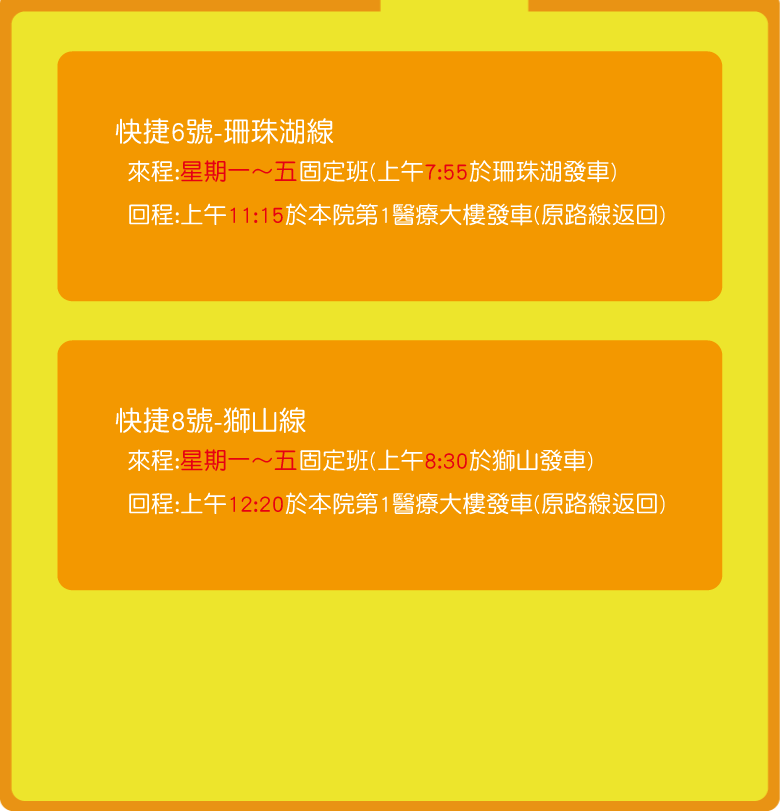 快捷6號-珊珠湖線
來程:星期一～五固定班(上午7:55於珊珠湖發車)
回程:上午11:15於本院第1醫療大樓發車(原路線返回)
快捷8號-獅山線
來程:星期一～五固定班(上午8:30於獅山發車)
回程:上午12:20於本院第1醫療大樓發車(原路線返回)